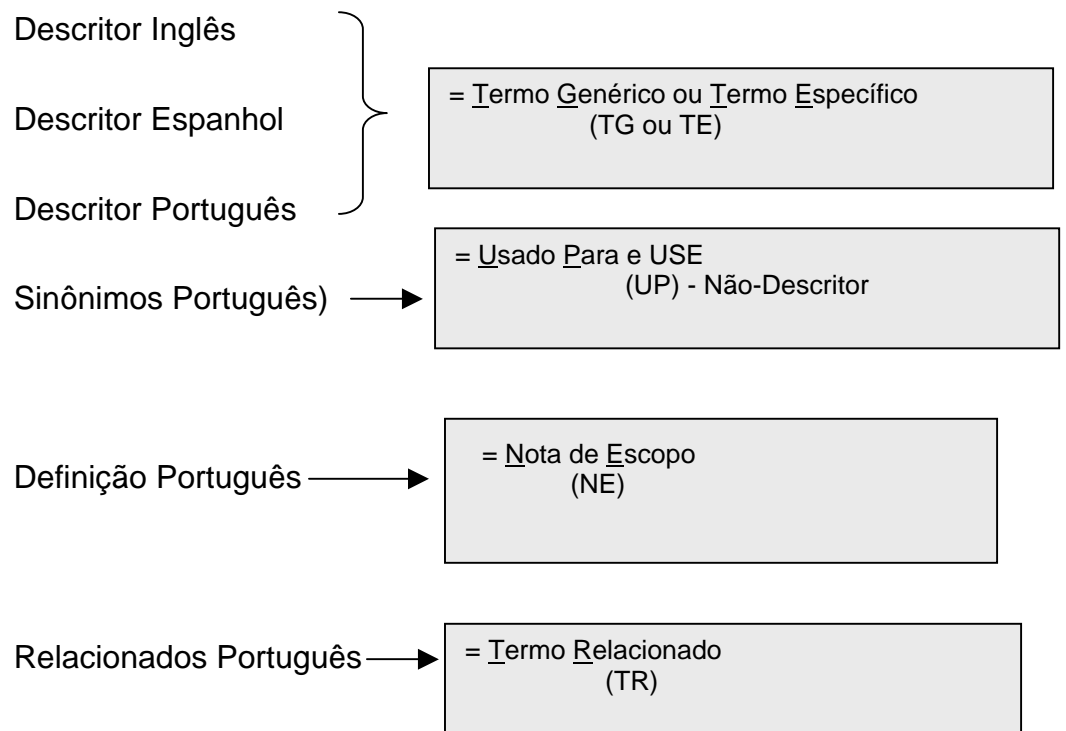 Descritor Inglês
Descritor Espanhol
Descritor Português
= Termo Genérico ou Termo Específico
(TG ou TE)
Sinônimos Português)
= Usado Para e USE
(UP) - Não-Descritor
Definição Português
= Nota de Escopo
(NE)
Relacionados Português
= Termo Relacionado
(TR)